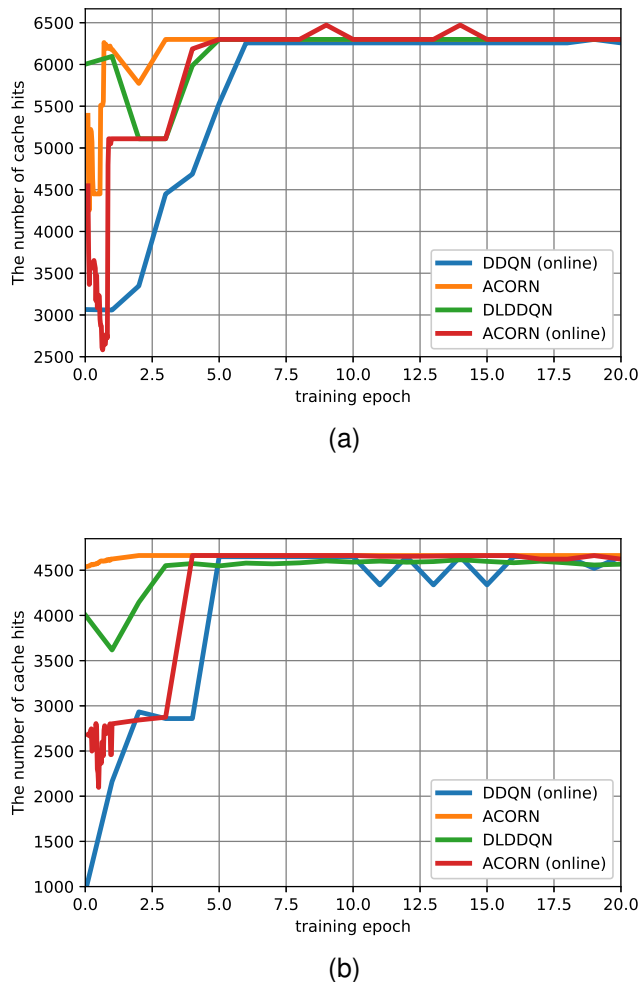 6500
6000
5500
5000
4500
4000
3500
3000
2500
The number of cache hits
DDQN (online)
ACORN
DLDDQN
ACORN (online)
0.0 2.5 5.0 7.5 10.0 12.5 15.0 17.5 20.0
training epoch
(a)
4500
4000
3500
3000
2500
2000
1500
1000
The number of cache hits
DDQN (online)
ACORN
DLDDQN
ACORN (online)
0.0 2.5 5.0 7.5 10.0 12.5 15.0 17.5 20.0
training epoch
(b)